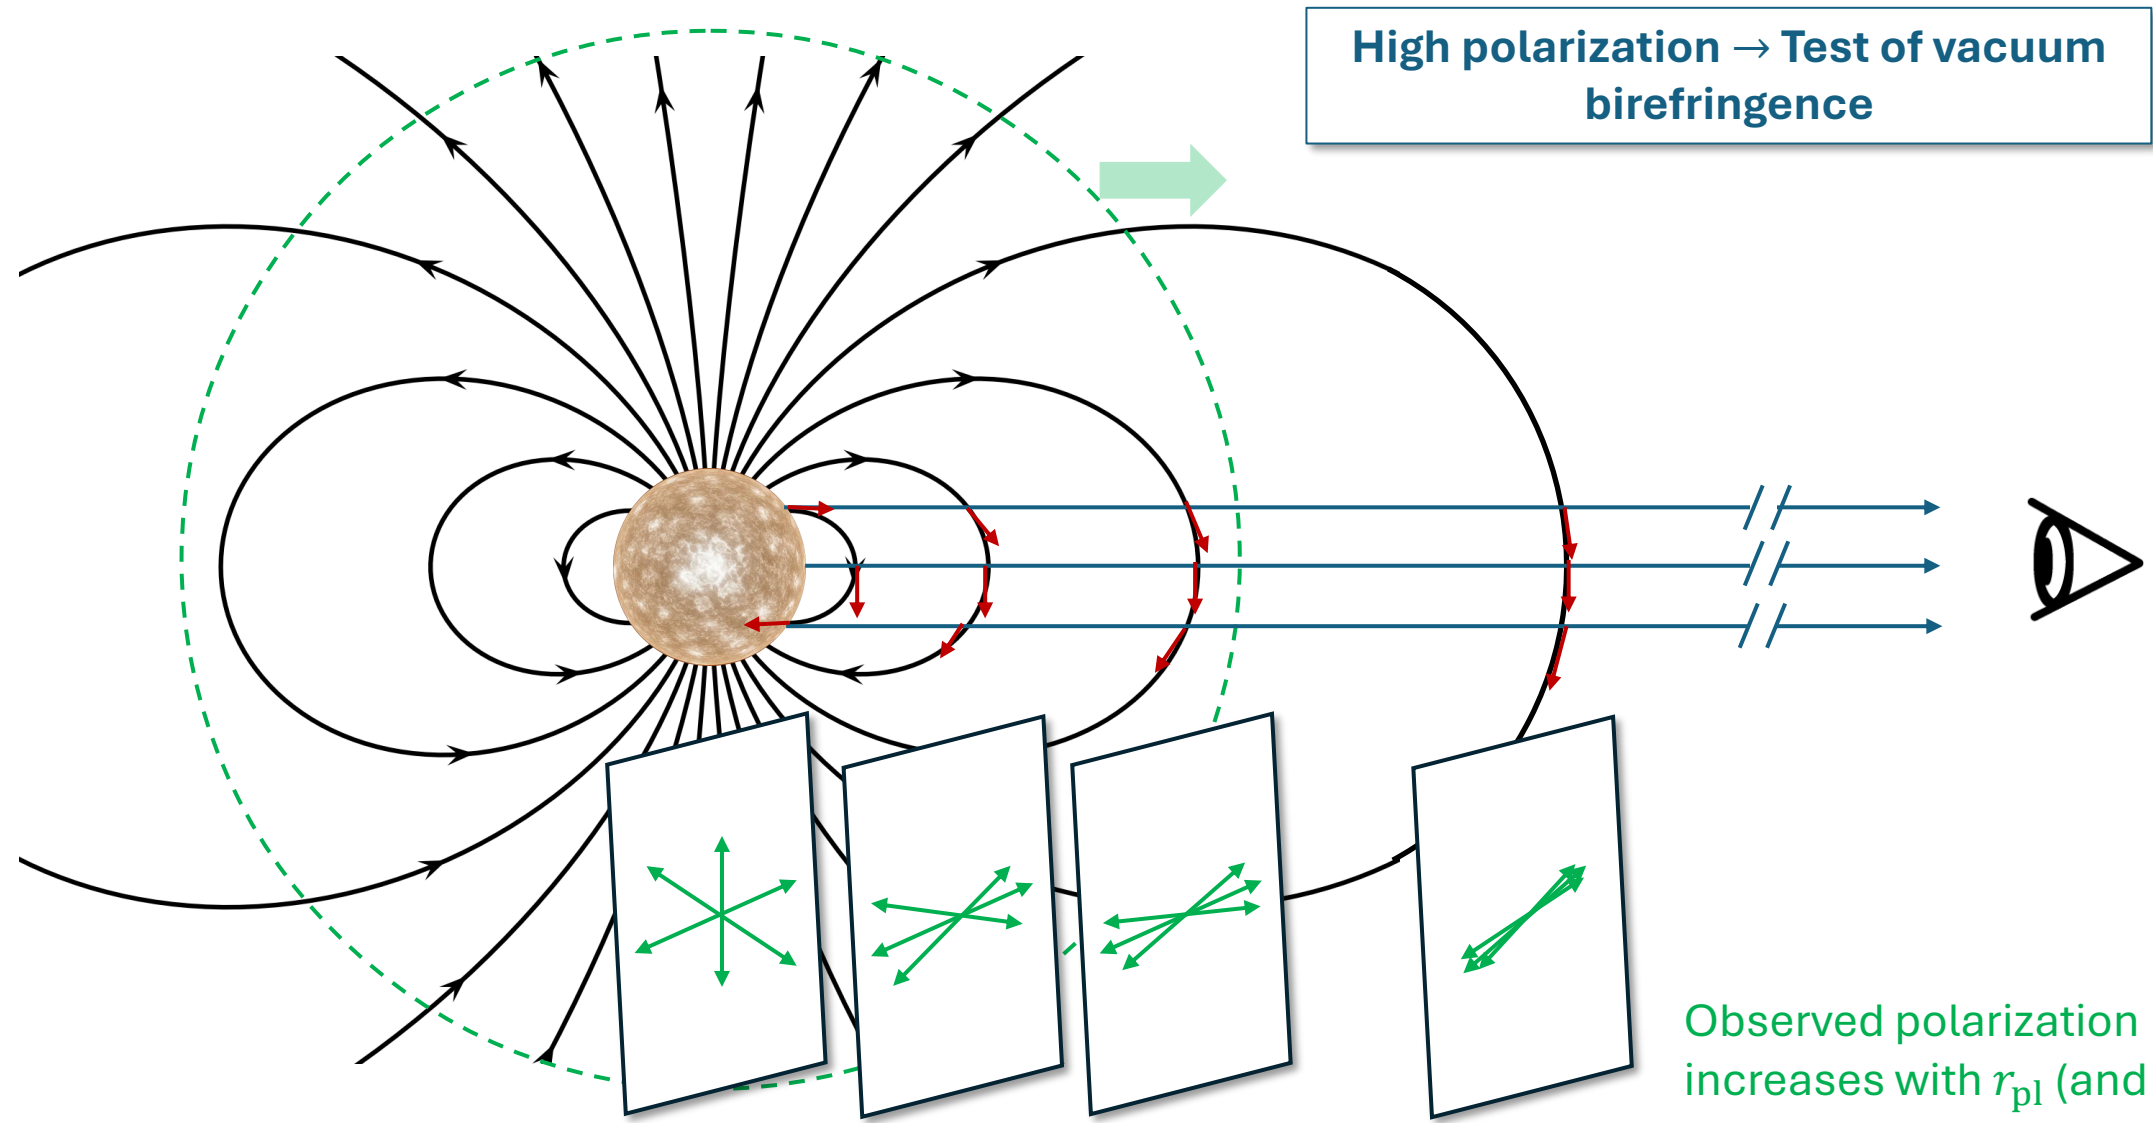 High polarization → Test of vacuum
birefringence
Observed polarization
increases with r_pl (and